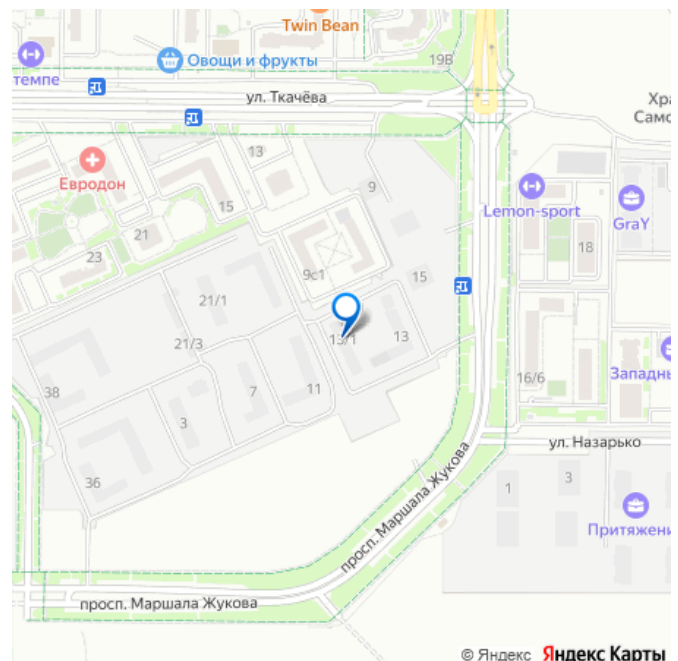 Twin Bean
Овощи и фрукты
19В
темпе
ул. Ткачёва
Хра
Само
13
Евродон
9
15
Lemon-sport
GraY
21
18
23
9с1
15
21/1
13/1
13
21/3
16/6
Западны
38
7
11
3
ул. Назарько
36
просп. Маршала Жукова
1
3
Притяжени
просп. Маршала Жукова
© Яндекс Яндекс Карты